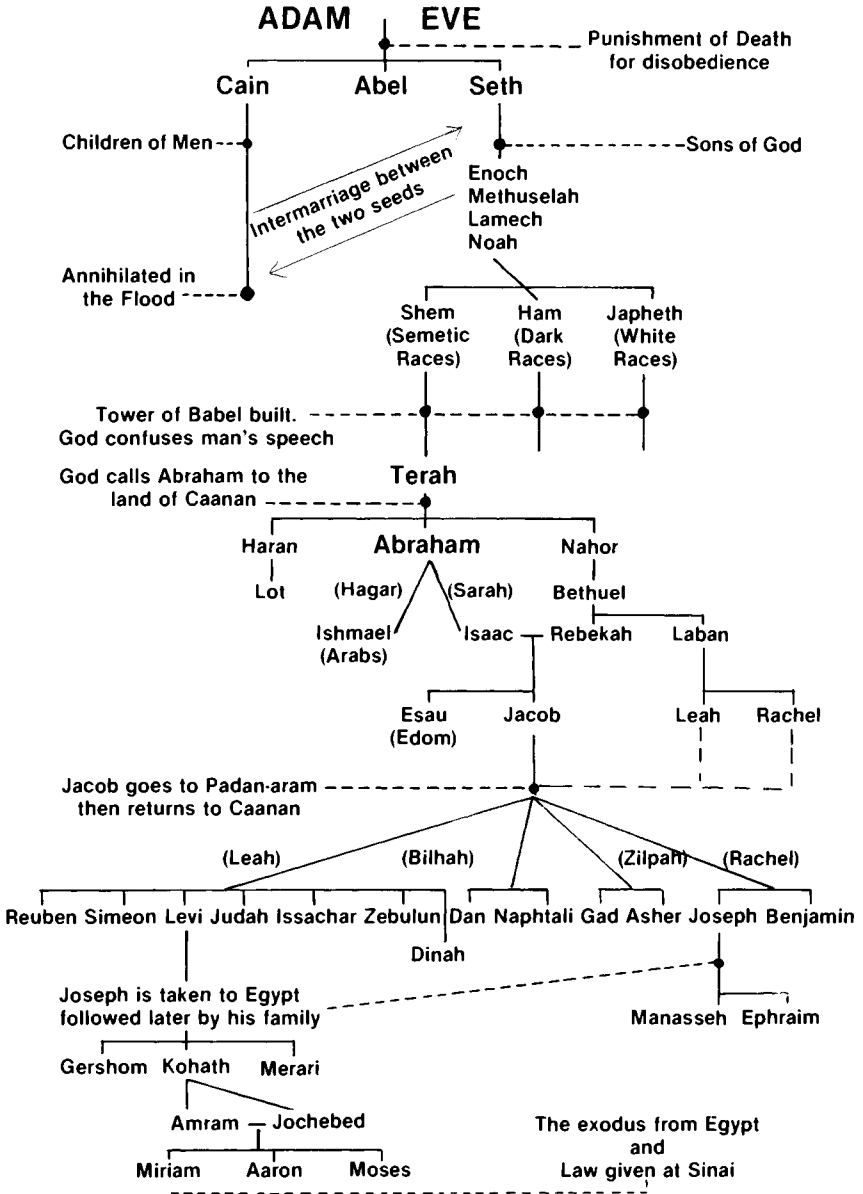 ADAM EVE
Punishment of Death
for disobedience
Cain Abel Seth
Children of Men
Sons of God
Intermarriage between
the two seeds
Enoch
Methuselah
Lamech
Noah
Annihilated in
the Flood
Shem
(Semetic
Races)
Ham
(Dark
Races)
Japheth
(White
Races)
Tower of Babel built.
God confuses man's speech
God calls Abraham to the
land of Caanan
Terah
Haran Abraham Nahor
Lot (Hagar) (Sarah) Bethuel
Ishmael
(Arabs)
Isaac Rebekah Laban
Esau
(Edom)
Jacob Leah Rachel
Jacob goes to Padan-aram
then returns to Caanan
(Leah) (Bilhah) (Zilpah) (Rachel)
Reuben Simeon Levi Judah Issachar Zebulun Dan Naphtali Gad Asher Joseph Benjamin
Dinah
Joseph is taken to Egypt
followed later by his family
Manasseh Ephraim
Gershom Kohath Merari
Amram Jochebed
Miriam Aaron Moses
The exodus from Egypt
and
Law given at Sinai